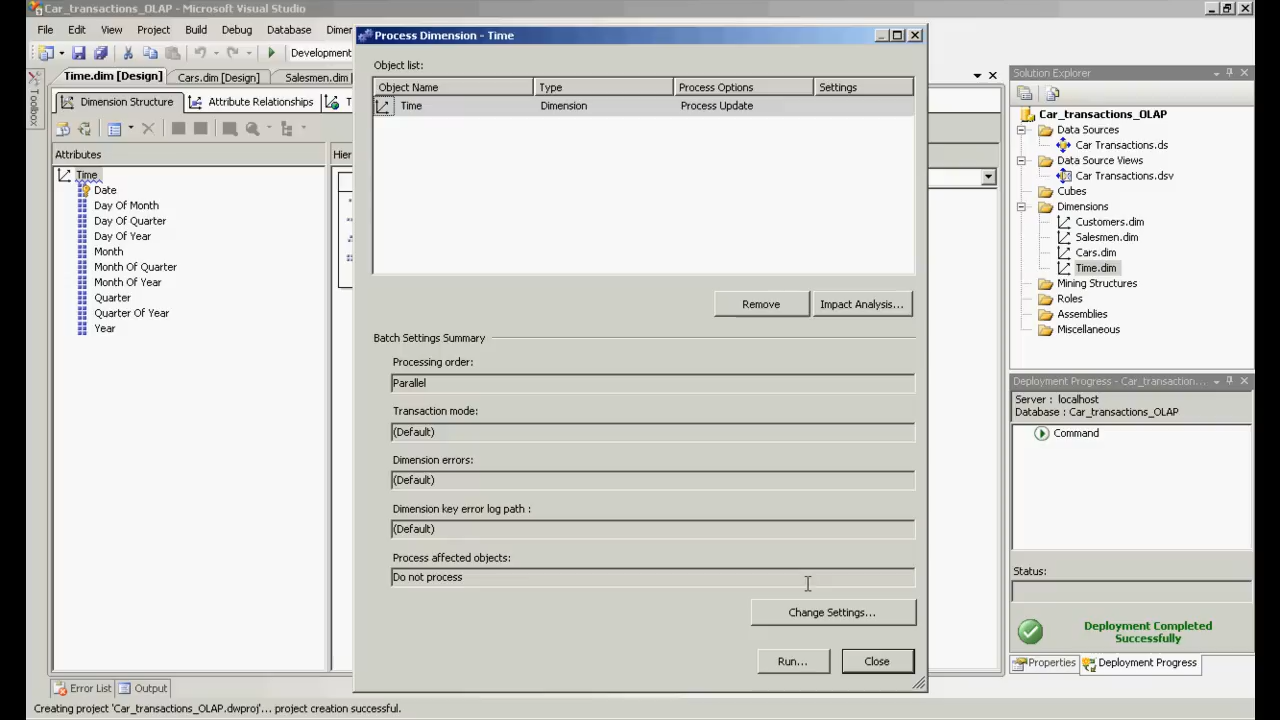 Car_transactions_OLAP - Microsoft Visual Studio
File Edit View Project Build Debug Database Dimer
Development
Time.dim [Design] Cars.dim [Design] Salesmen.dim
Dimension Structure Attribute Relationships T
Toolbox
Attributes
Hier
Time
Date
Day Of Month
Day Of Quarter
Day Of Year
Month
Month Of Quarter
Month Of Year
Quarter
Quarter Of Year
Year
Process Dimension - Time
Object list:
Object Name Type Process Options Settings
Time Dimension Process Update
Remove Impact Analysis...
Batch Settings Summary
Processing order:
Parallel
Transaction mode:
(Default)
Dimension errors:
(Default)
Dimension key error log path :
(Default)
Process affected objects:
Do not process
Change Settings...
Run... Close
Solution Explorer
Car_transactions_OLAP
Data Sources
Car Transactions.ds
Data Source Views
Car Transactions.dsv
Cubes
Dimensions
Customers.dim
Salesmen.dim
Cars.dim
Time.dim
Mining Structures
Roles
Assemblies
Miscellaneous
Deployment Progress - Car_transaction...
Server : localhost
Database : Car_transactions_OLAP
Command
Status:
Deployment Completed
Successfully
Properties Deployment Progress
Error List Output
Creating project 'Car_transactions_OLAP.dwproj'... project creation successful.